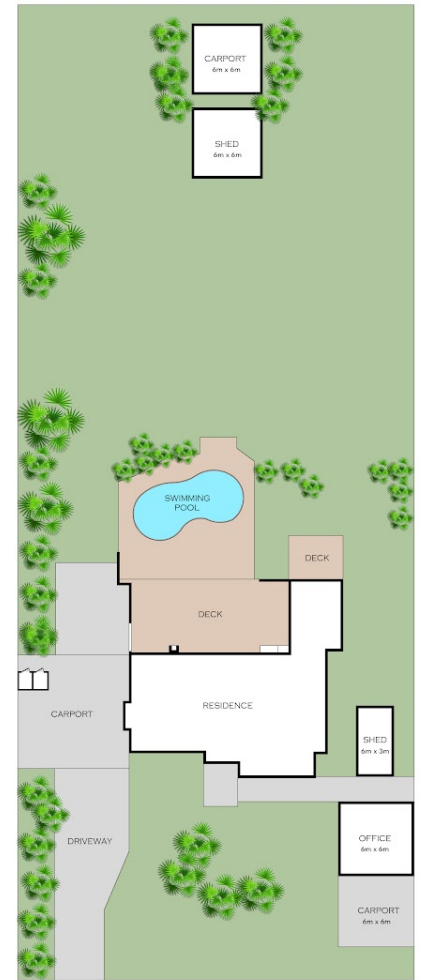 CARPORT
6m x 6m
SHED
6m x 6m
SWIMMING
POOL
DECK
DECK
RESIDENCE
CARPORT
SHED
6m x 3m
DRIVEWAY
OFFICE
6m x 6m
CARPORT
6m x 6m